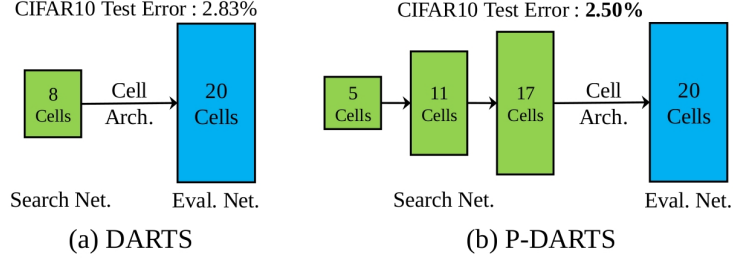 CIFAR10 Test Error : 2.83%
8
Cells
Cell
Arch.
20
Cells
Search Net.
Eval. Net.
(a) DARTS
CIFAR10 Test Error : 2.50%
5
Cells
11
Cells
17
Cells
Cell
Arch.
20
Cells
Search Net.
Eval. Net.
(b) P-DARTS